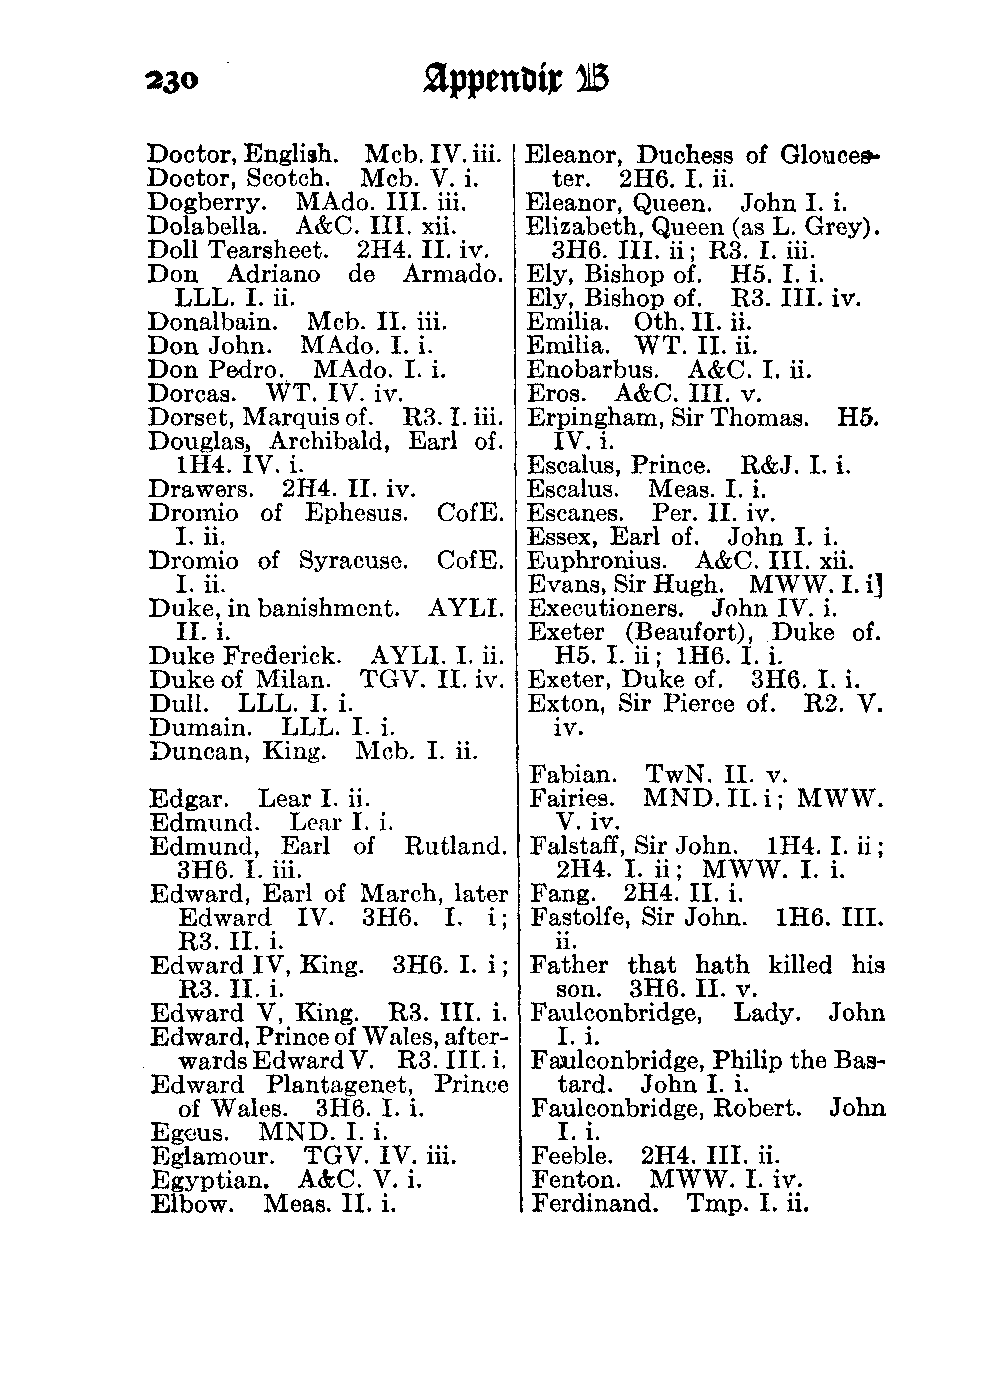 230 Appendix B
Doctor, English. Mcb. IV. iii.
Doctor, Scotch. Mcb. V. i.
Dogberry. MAdo. III. iii.
Dolabella. A&C. III. xii.
Doll Tearsheet. 2H4. II. iv.
Don Adriano de Armado.
LLL. I. ii.
Donalbain. Mcb. II. iii.
Don John. MAdo. I. i.
Don Pedro. MAdo. I. i.
Dorcas. WT. IV. iv.
Dorset, Marquis of. R3. I. iii.
Douglas, Archibald, Earl of.
1H4. IV. i.
Drawers. 2H4. II. iv.
Dromio of Ephesus. CofE.
I. ii.
Dromio of Syracuse. CofE.
I. ii.
Duke, in banishment. AYLI.
II. i.
Duke Frederick. AYLI. I. ii.
Duke of Milan. TGV. II. iv.
Dull. LLL. I. i.
Dumain. LLL. I. i.
Duncan, King. Mcb. I. ii.
Edgar. Lear I. ii.
Edmund. Lear I. i.
Edmund, Earl of Rutland.
3H6. I. iii.
Edward, Earl of March, later
Edward IV. 3H6. I. i;
R3. II. i.
Edward IV, King. 3H6. I. i;
R3. II. i.
Edward V, King. R3. III. i.
Edward, Prince of Wales, after-
wards Edward V. R3. III. i.
Edward Plantagenet, Prince
of Wales. 3H6. I. i.
Egeus. MND. I. i.
Eglamour. TGV. IV. iii.
Egyptian. A&C. V. i.
Elbow. Meas. II. i.
Eleanor, Duchess of Glouces-
ter. 2H6. I. ii.
Eleanor, Queen. John I. i.
Elizabeth, Queen (as L. Grey).
3H6. III. ii; R3. I. iii.
Ely, Bishop of. H5. I. i.
Ely, Bishop of. R3. III. iv.
Emilia. Oth. II. ii.
Emilia. WT. II. ii.
Enobarbus. A&C. I. ii.
Eros. A&C. III. v.
Erpingham, Sir Thomas. H5.
IV. i.
Escalus, Prince. R&J. I. i.
Escalus. Meas. I. i.
Escanes. Per. II. iv.
Essex, Earl of. John I. i.
Euphronius. A&C. III. xii.
Evans, Sir Hugh. MWW. I. i]
Executioners. John IV. i.
Exeter (Beaufort), Duke of.
H5. I. ii; 1H6. I. i.
Exeter, Duke of. 3H6. I. i.
Exton, Sir Pierce of. R2. V.
iv.
Fabian. TwN. II. v.
Fairies. MND. II. i; MWW.
V. iv.
Falstaff, Sir John. 1H4. I. ii;
2H4. I. ii; MWW. I. i.
Fang. 2H4. II. i.
Fastolfe, Sir John. 1H6. III.
ii.
Father that hath killed his
son. 3H6. II. v.
Faulconbridge, Lady. John
I. i.
Faulconbridge, Philip the Bas-
tard. John I. i.
Faulconbridge, Robert. John
I. i.
Feeble. 2H4. III. ii.
Fenton. MWW. I. iv.
Ferdinand. Tmp. I. ii.